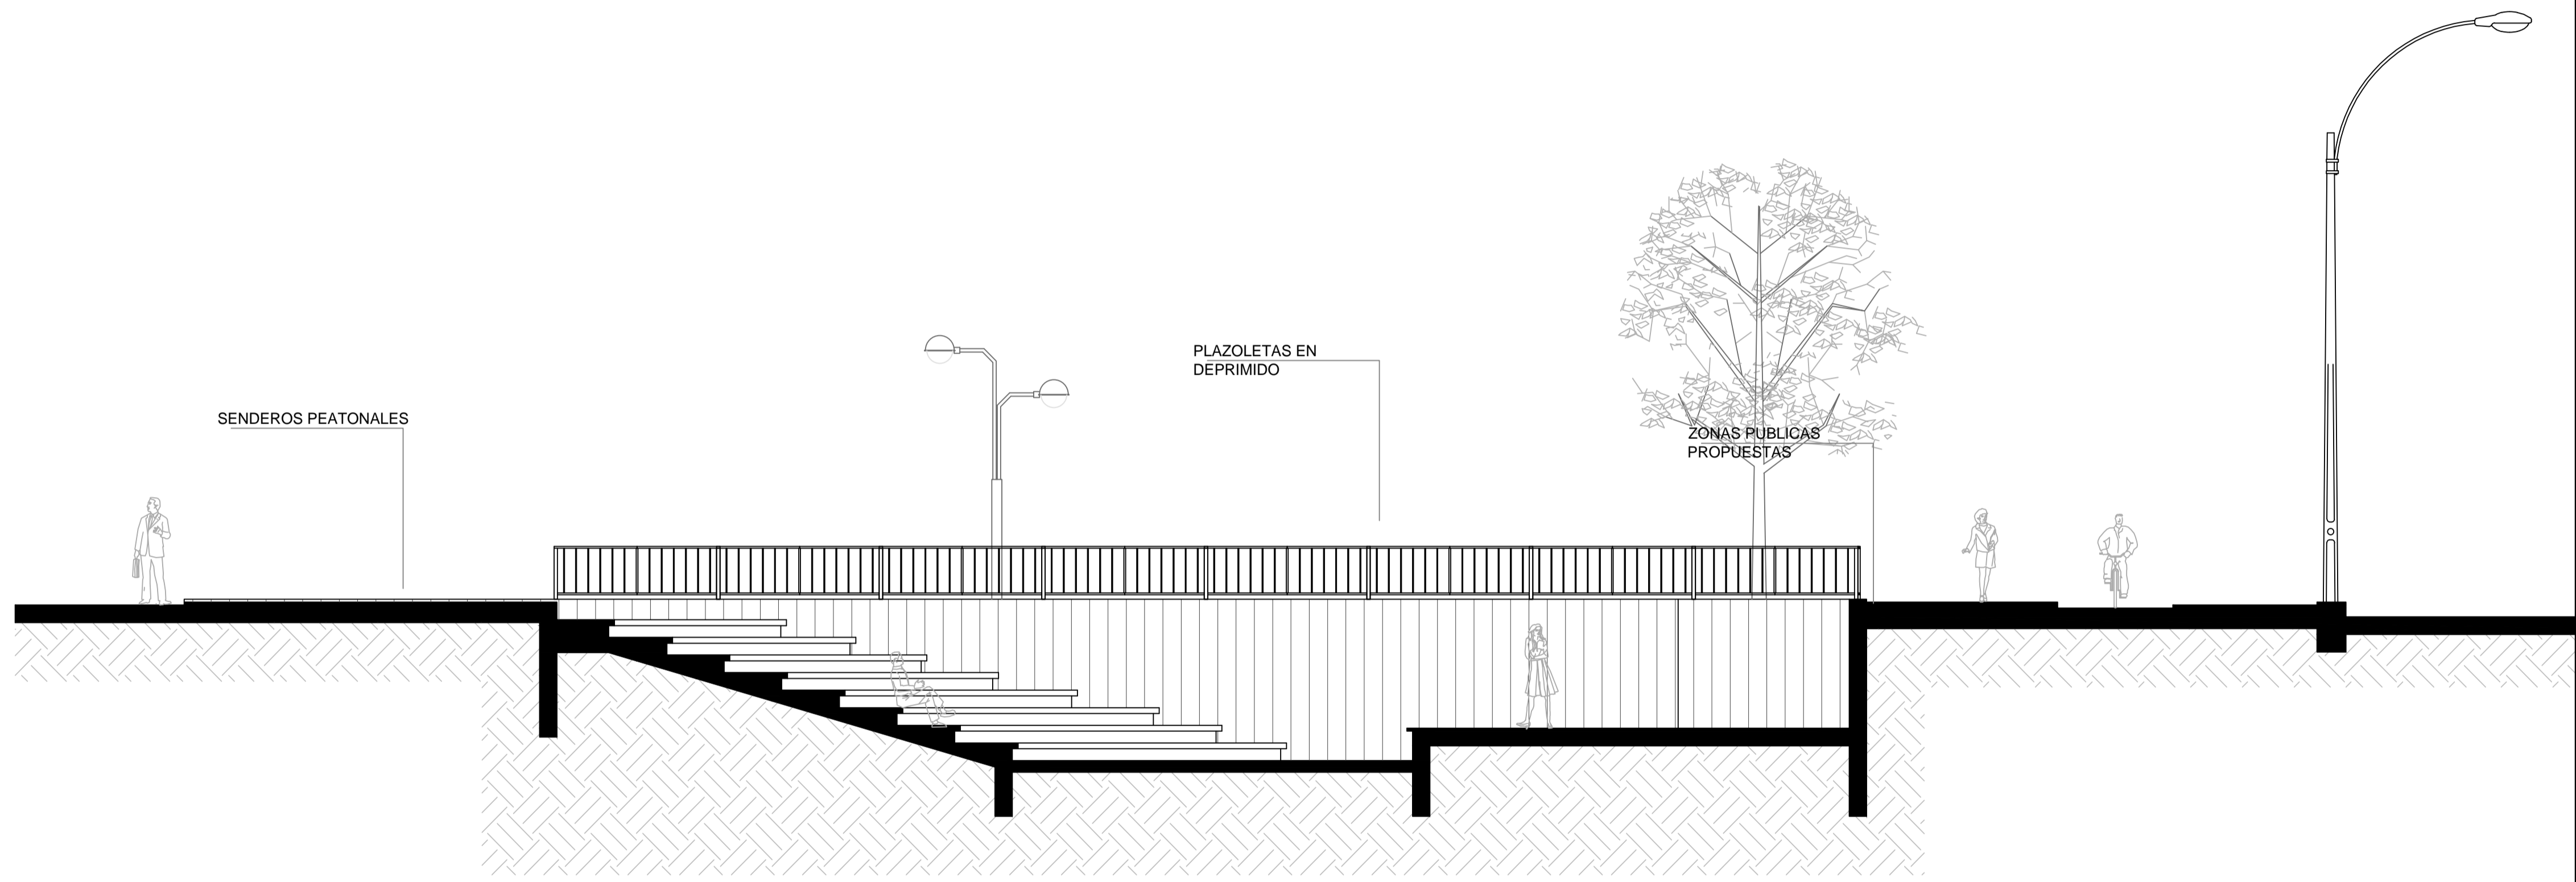 SENDEROS PEATONALES
PLAZOLETAS EN
DEPRIMIDO
ZONAS PUBLICAS
PROPUESTAS